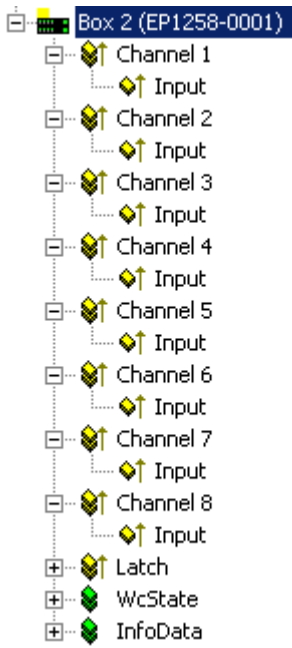 Box 2 (EP1258-0001)
Channel 1
Input
Channel 2
Input
Channel 3
Input
Channel 4
Input
Channel 5
Input
Channel 6
Input
Channel 7
Input
Channel 8
Input
Latch
WcState
InfoData